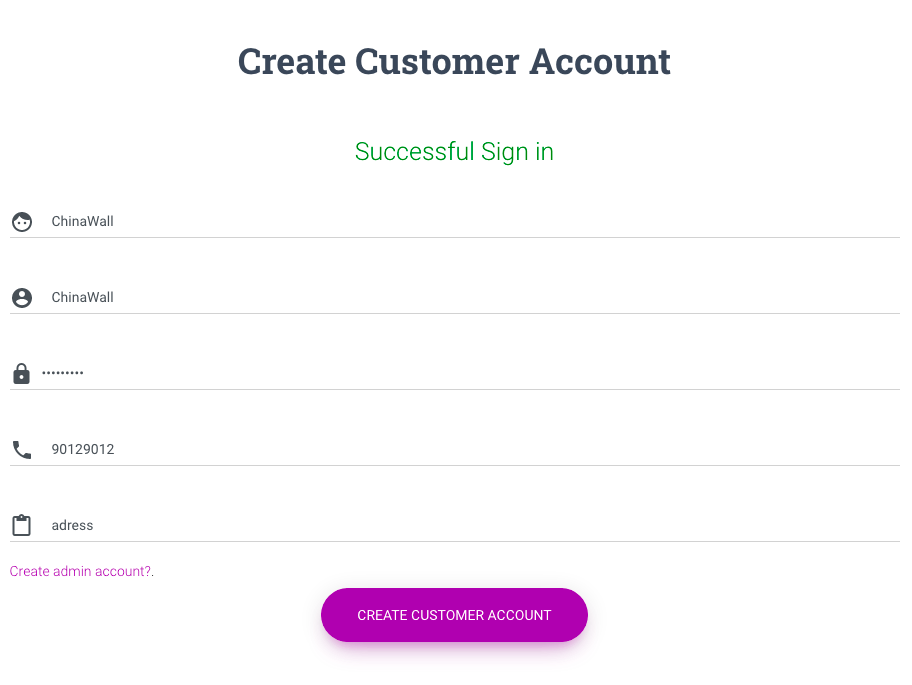 Create Customer Account
Successful Sign in
ChinaWall
ChinaWall
•••••••••
90129012
adress
Create admin account?.
CREATE CUSTOMER ACCOUNT